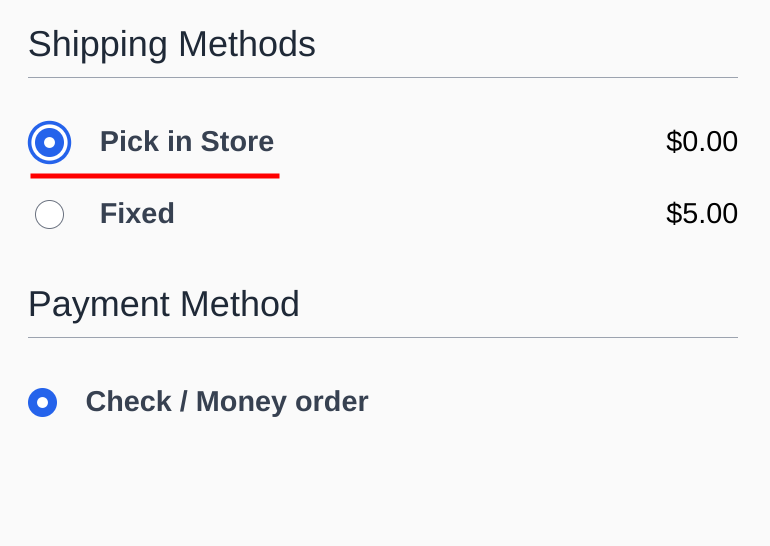 Shipping Methods
Pick in Store $0.00
Fixed $5.00
Payment Method
Check / Money order